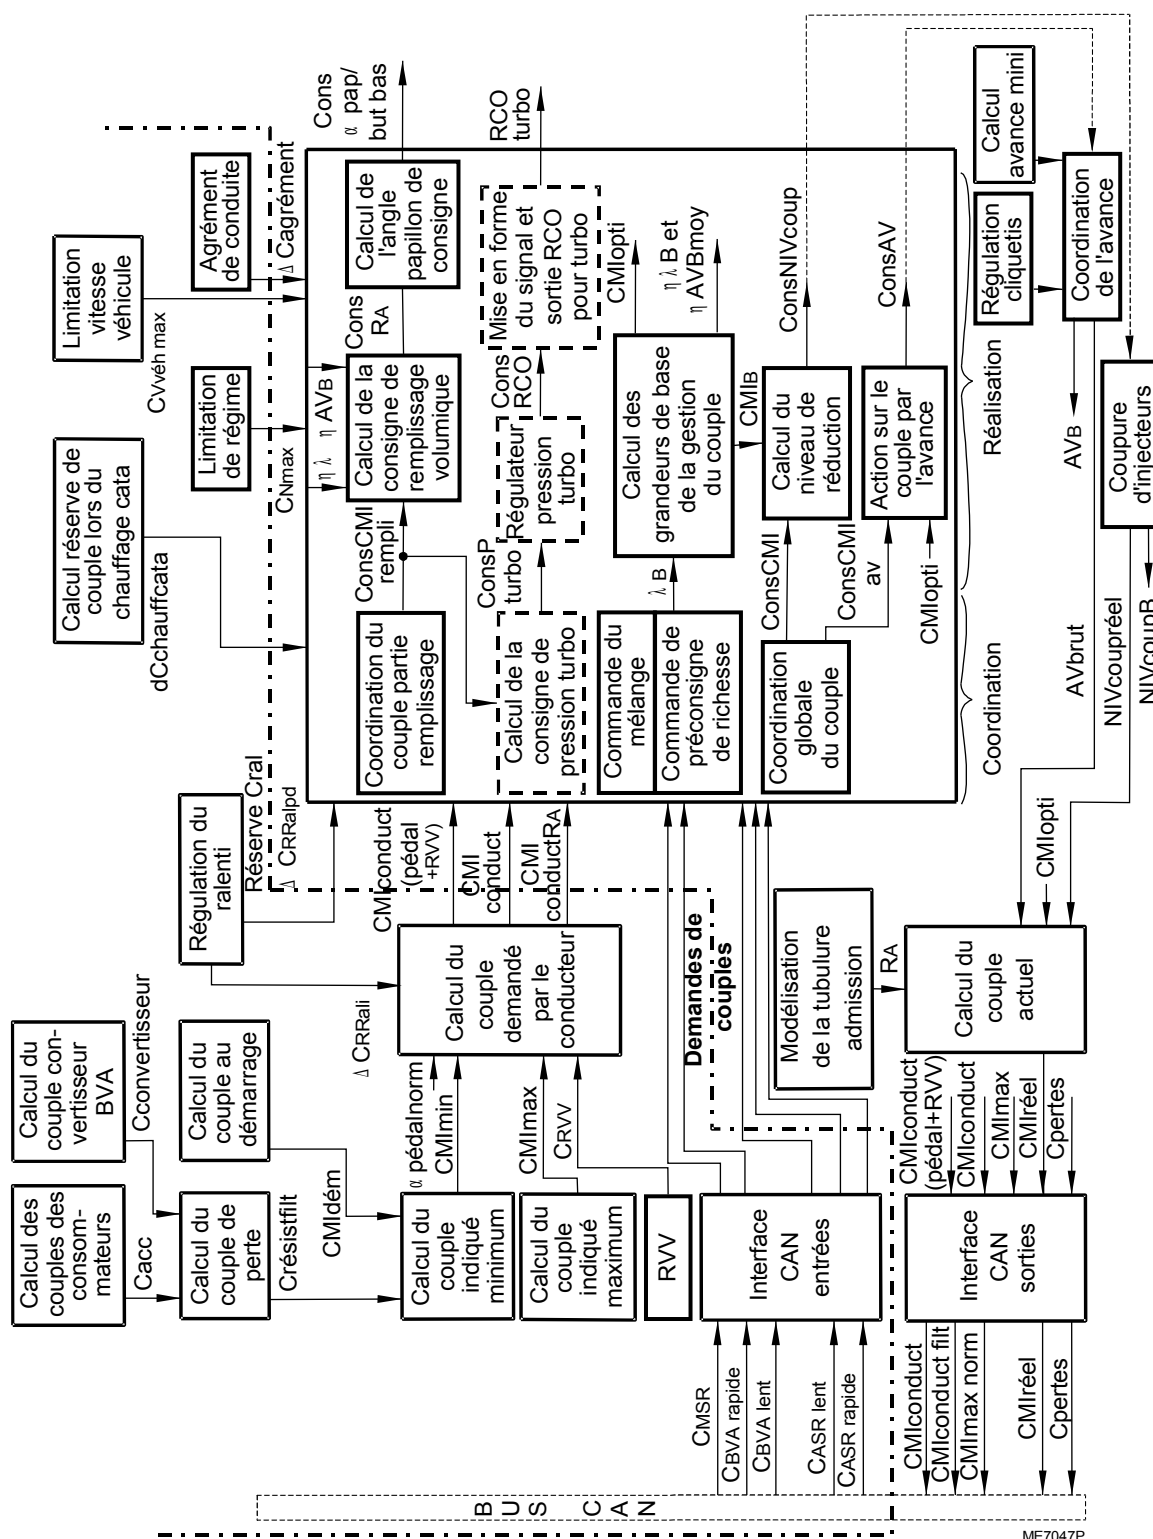 BUS CAN
Calcul des
couples des
consom-
mateurs
Cacc
Calcul du
couple con-
vertisseur
BVA
Cconvertisseur
Calcul du
couple de
perte
Crésistfilt
Calcul du
couple au
démarrage
CMIdém
Régulation du
ralenti
Réserve Cral
Δ CRRalpd
Δ CRRali
Calcul réserve de
couple lors du
chauffage cata
dCchauffcata
Limitation
de régime
CNmax
Limitation
vitesse
véhicule
CVvéh max
Agrément
de conduite
Δ Cagrément
Calcul du
couple
indiqué
minimum
α pédalnorm
CMImin
Calcul du
couple
indiqué
maximum
CMImax
RVV
CRVV
Calcul du
couple
demandé
par le
conducteur
CMIconduct
(pédal
+RVV)
CMI
conduct
CMI
conductRA
Demandes de
couples
CMSR
CBVA rapide
CBVA lent
CASR lent
CASR rapide
Interface
CAN
entrées
Coordination du
couple partie
remplissage
ConsCMI
rempli
η λ
η AVB
Calcul de la
consigne de
remplissage
volumique
Cons
RA
Calcul de
l'angle
papillon de
consigne
Cons
α pap/
but bas
Calcul de la
consigne de
pression turbo
ConsP
turbo
Régulateur
pression
turbo
Cons
RCO
Mise en forme
du signal et
sortie RCO
pour turbo
RCO
turbo
Commande du
mélange
Commande de
préconsigne
de richesse
λ B
Calcul des
grandeurs de base
de la gestion
du couple
CMIopti
η λ B et
η AVBmoy
CMIB
Coordination
globale
du couple
ConsCMI
ConsCMI
av
CMIopti
Calcul du
niveau de
réduction
ConsNIVcoup
Action sur le
couple par
l'avance
ConsAV
Coordination
Réalisation
Régulation
cliquetis
Calcul
avance mini
Coordination
de l'avance
AVB
AVbrut
Coupure
d'injecteurs
NIVcoupréel
NIVcoupB
Modélisation
de la tubulure
admission
RA
Calcul du
couple
actuel
CMIopti
CMIconduct
(pédal+RVV)
CMIconduct
CMImax
CMIréel
Cpertes
Interface
CAN
sorties
CMIconduct
CMIconduct filt
CMImax norm
CMIréel
Cpertes
MF7047P